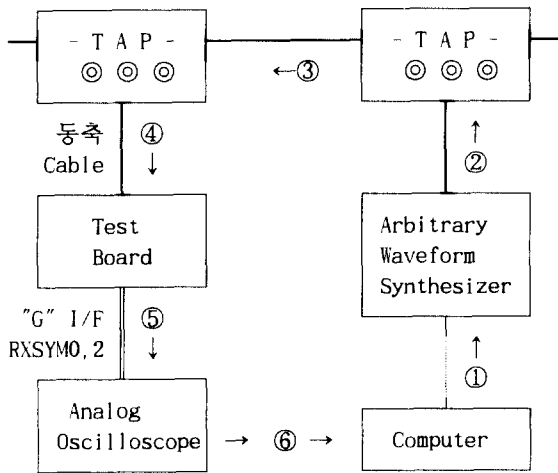 - T A P -
◎ ◎ ◎
- T A P -
◎ ◎ ◎
←③
동축
Cable
④
↓
↑
②
Test
Board
Arbitrary
Waveform
Synthesizer
"G" I/F
RXSYM0,2
⑤
↓
↑
①
Analog
Oscilloscope
→ ⑥ →
Computer